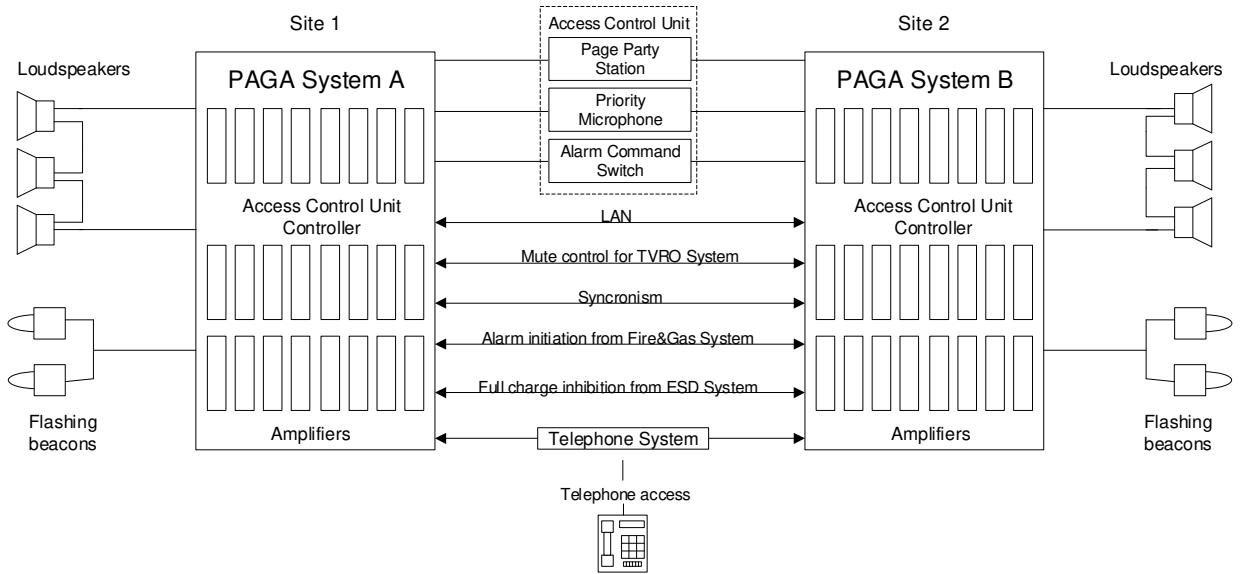 Site 1
Access Control Unit
Site 2
Page Party
Station
Loudspeakers
PAGA System A
PAGA System B
Loudspeakers
Priority
Microphone
Alarm Command
Switch
Access Control Unit
Controller
LAN
Access Control Unit
Controller
Mute control for TVRO System
Syncronism
Alarm initiation from Fire&Gas System
Full charge inhibition from ESD System
Flashing
beacons
Amplifiers
Telephone System
Amplifiers
Flashing
beacons
Telephone access